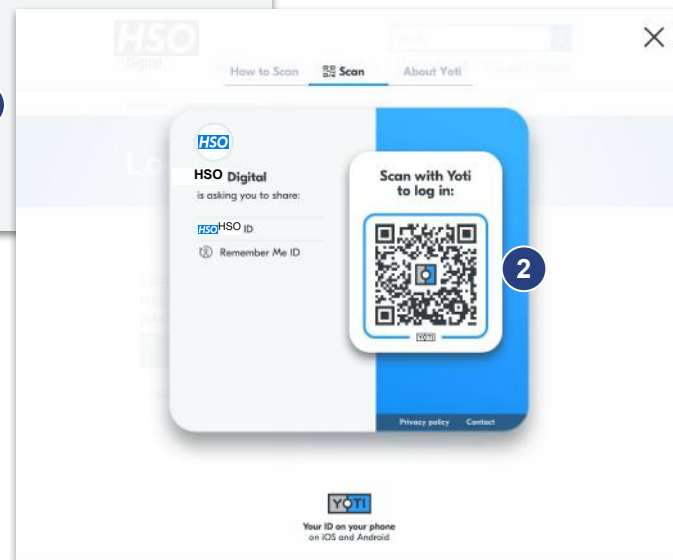 HSO
Digital
How to Scan
Scan
About Yoti
HSO
HSO Digital
is asking you to share:
HSO HSO ID
Remember Me ID
Scan with Yoti
to log in:
2
YOTI
Privacy policy
Contact
YOTI
Your ID on your phone
on iOS and Android